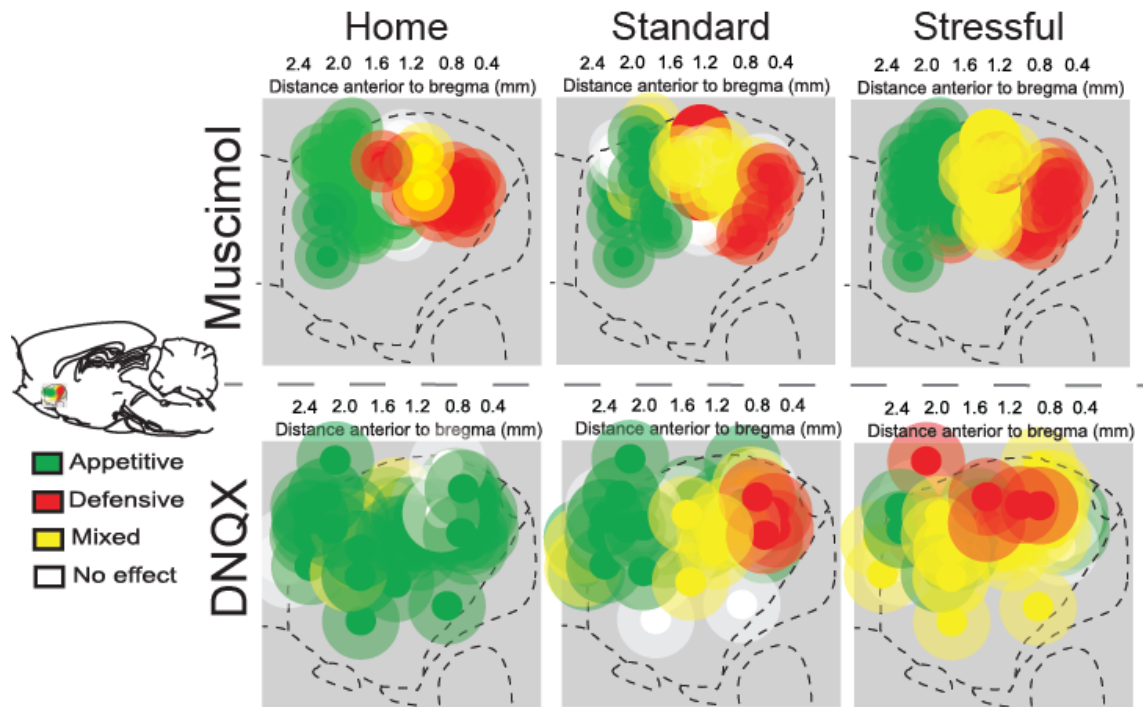 Home Standard Stressful
2.4 2.0 1.6 1.2 0.8 0.4 2.4 2.0 1.6 1.2 0.8 0.4 2.4 2.0 1.6 1.2 0.8 0.4
Distance anterior to bregma (mm) Distance anterior to bregma (mm) Distance anterior to bregma (mm)
Muscimol
2.4 2.0 1.6 1.2 0.8 0.4 2.4 2.0 1.6 1.2 0.8 0.4 2.4 2.0 1.6 1.2 0.8 0.4
Distance anterior to bregma (mm) Distance anterior to bregma (mm) Distance anterior to bregma (mm)
DNQX
Appetitive
Defensive
Mixed
No effect